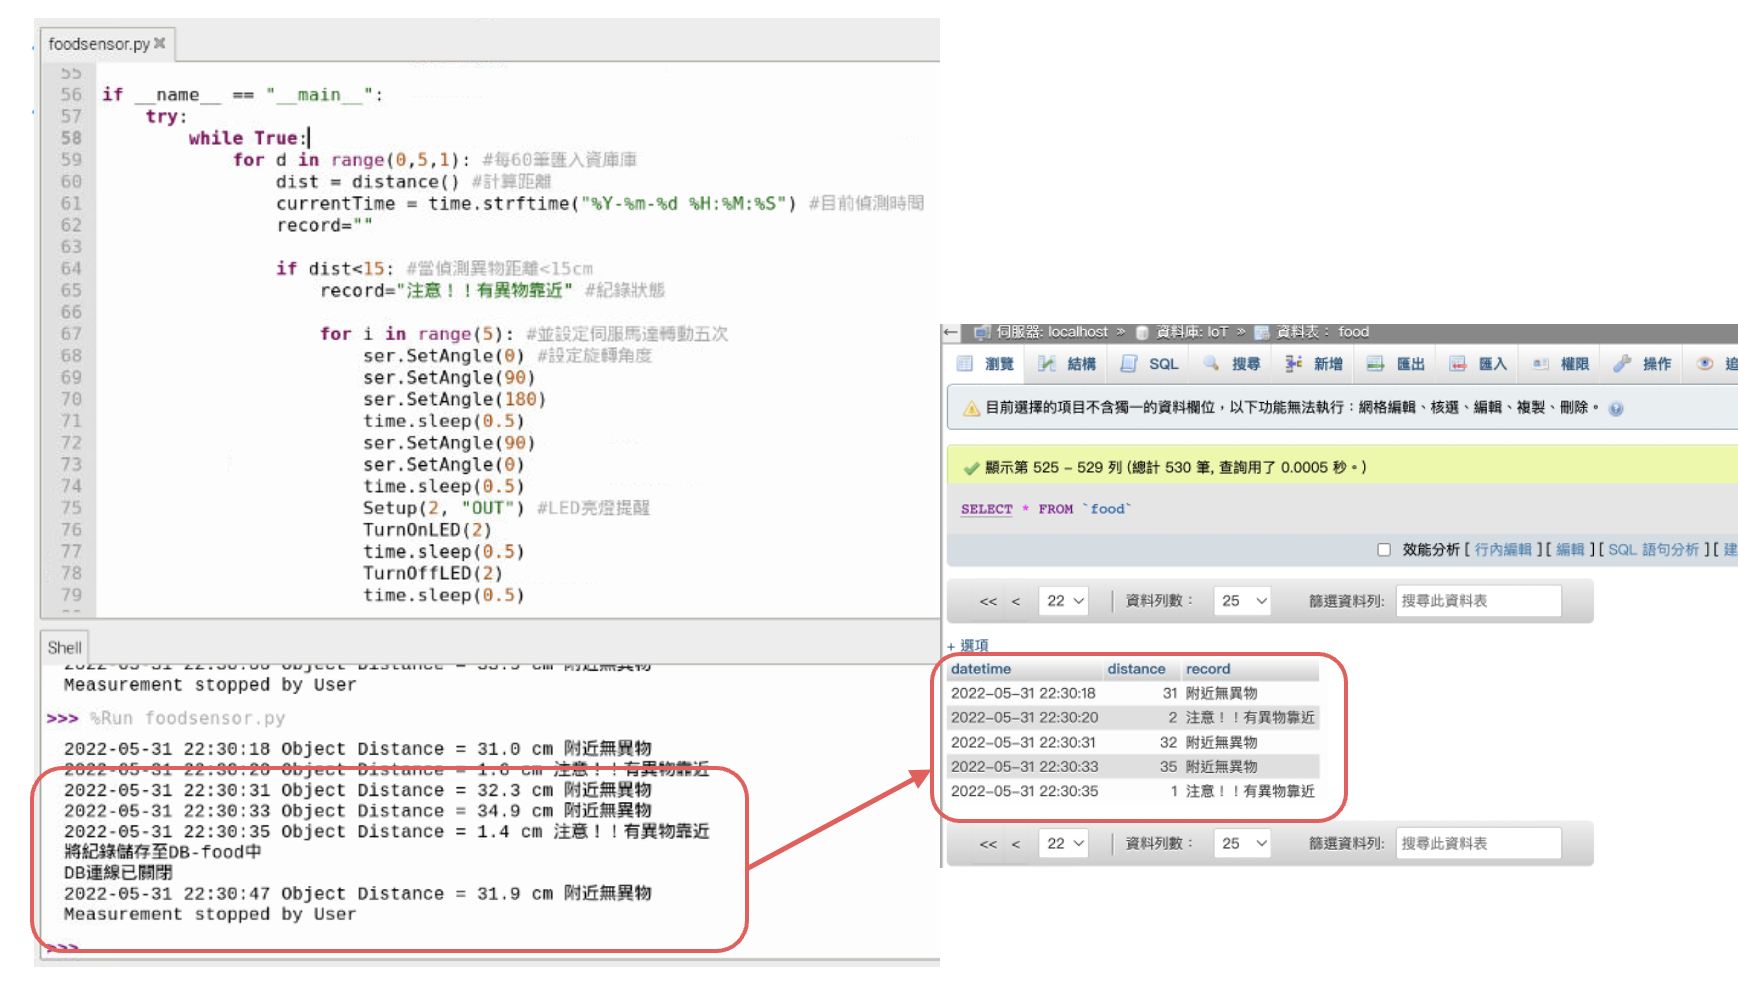 foodsensor.py
55
56 if __name__ == "__main__":
57 try:
58 while True:
59 for d in range(0,5,1): #每60筆匯入資庫庫
60 dist = distance() #計算距離
61 currentTime = time.strftime("%Y-%m-%d %H:%M:%S") #目前偵測時間
62 record=""
63
64 if dist<15: #當偵測異物距離<15cm
65 record="注意！！有異物靠近" #紀錄狀態
66
67 for i in range(5): #並設定伺服馬達轉動五次
68 ser.SetAngle(0) #設定旋轉角度
69 ser.SetAngle(90)
70 ser.SetAngle(180)
71 time.sleep(0.5)
72 ser.SetAngle(90)
73 ser.SetAngle(0)
74 time.sleep(0.5)
75 Setup(2, "OUT") #LED亮燈提醒
76 TurnOnLED(2)
77 time.sleep(0.5)
78 TurnOffLED(2)
79 time.sleep(0.5)
Shell
Object Distance = cm 附近無異物
Measurement stopped by User
>>> %Run foodsensor.py
2022-05-31 22:30:18 Object Distance = 31.0 cm 附近無異物
2022-05-31 22:30:20 Object Distance = 1.6 cm 注意！！有異物靠近
2022-05-31 22:30:31 Object Distance = 32.3 cm 附近無異物
2022-05-31 22:30:33 Object Distance = 34.9 cm 附近無異物
2022-05-31 22:30:35 Object Distance = 1.4 cm 注意！！有異物靠近
將紀錄儲存至DB-food中
DB連線已關閉
2022-05-31 22:30:47 Object Distance = 31.9 cm 附近無異物
Measurement stopped by User
>>>
伺服器: localhost » 資料庫: IoT » 資料表： food
瀏覽 結構 SQL 搜尋 新增 匯出 匯入 權限 操作 追
目前選擇的項目不含獨一的資料欄位，以下功能無法執行：網格編輯、核選、編輯、複製、刪除。
顯示第 525 - 529 列 (總計 530 筆, 查詢用了 0.0005 秒。)
SELECT * FROM `food`
效能分析 [ 行內編輯 ] [ 編輯 ] [ SQL 語句分析 ] [ 建
<< < 22 | 資料列數： 25 篩選資料列: 搜尋此資料表
+ 選項
datetime distance record
2022-05-31 22:30:18 31 附近無異物
2022-05-31 22:30:20 2 注意！！有異物靠近
2022-05-31 22:30:31 32 附近無異物
2022-05-31 22:30:33 35 附近無異物
2022-05-31 22:30:35 1 注意！！有異物靠近
<< < 22 | 資料列數： 25 篩選資料列: 搜尋此資料表